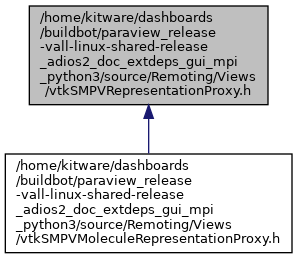 /home/kitware/dashboards
/buildbot/paraview_release
-vall-linux-shared-release
_adios2_doc_extdeps_gui_mpi
_python3/source/Remoting/Views
/vtkSMPVRepresentationProxy.h
/home/kitware/dashboards
/buildbot/paraview_release
-vall-linux-shared-release
_adios2_doc_extdeps_gui_mpi
_python3/source/Remoting/Views
/vtkSMPVMoleculeRepresentationProxy.h